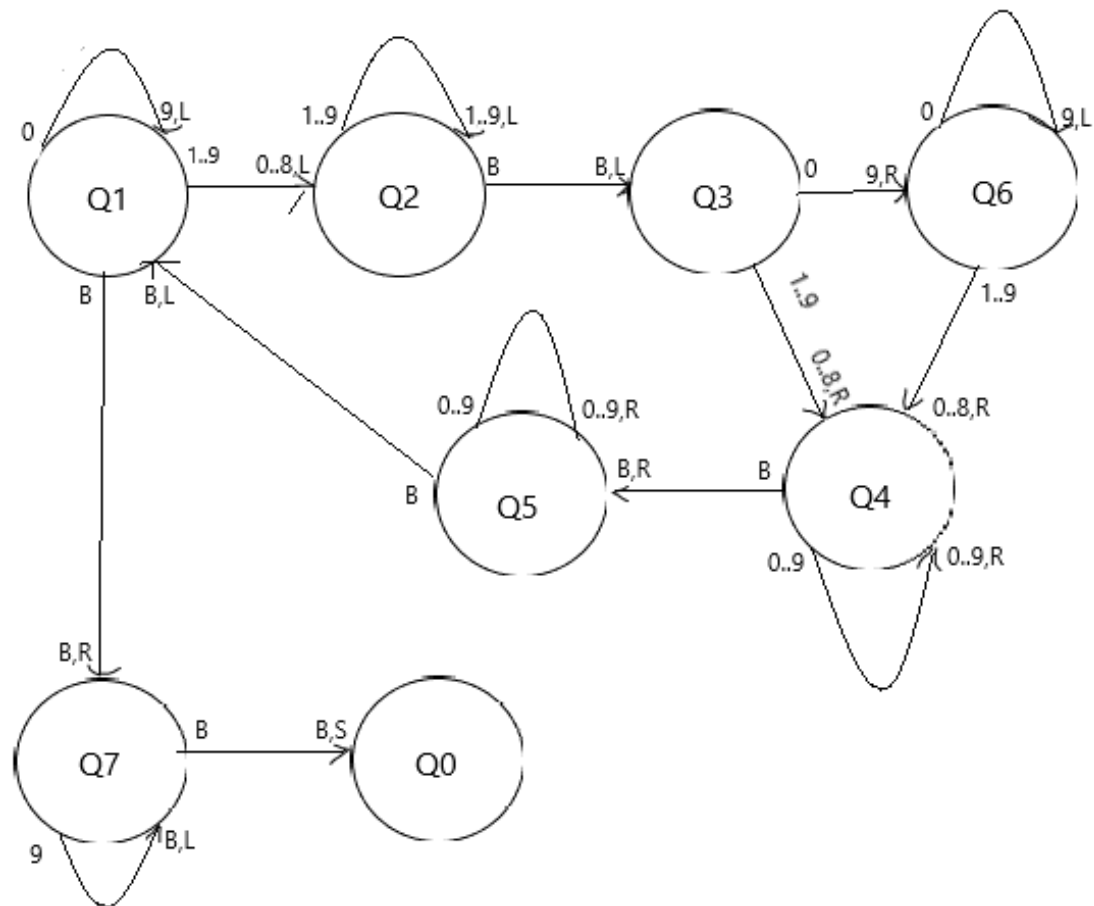 0 9,L
Q1
1..9 0..8,L
1..9 1..9,L
Q2
B B,L
Q3
0 9,R
0 9,L
Q6
B
B,L
1..9
0..8,R
1..9
0..8,R
0..9 0..9,R
Q5
B
B,R B
Q4
0..9 0..9,R
B,R
Q7
B B,S
Q0
9 B,L